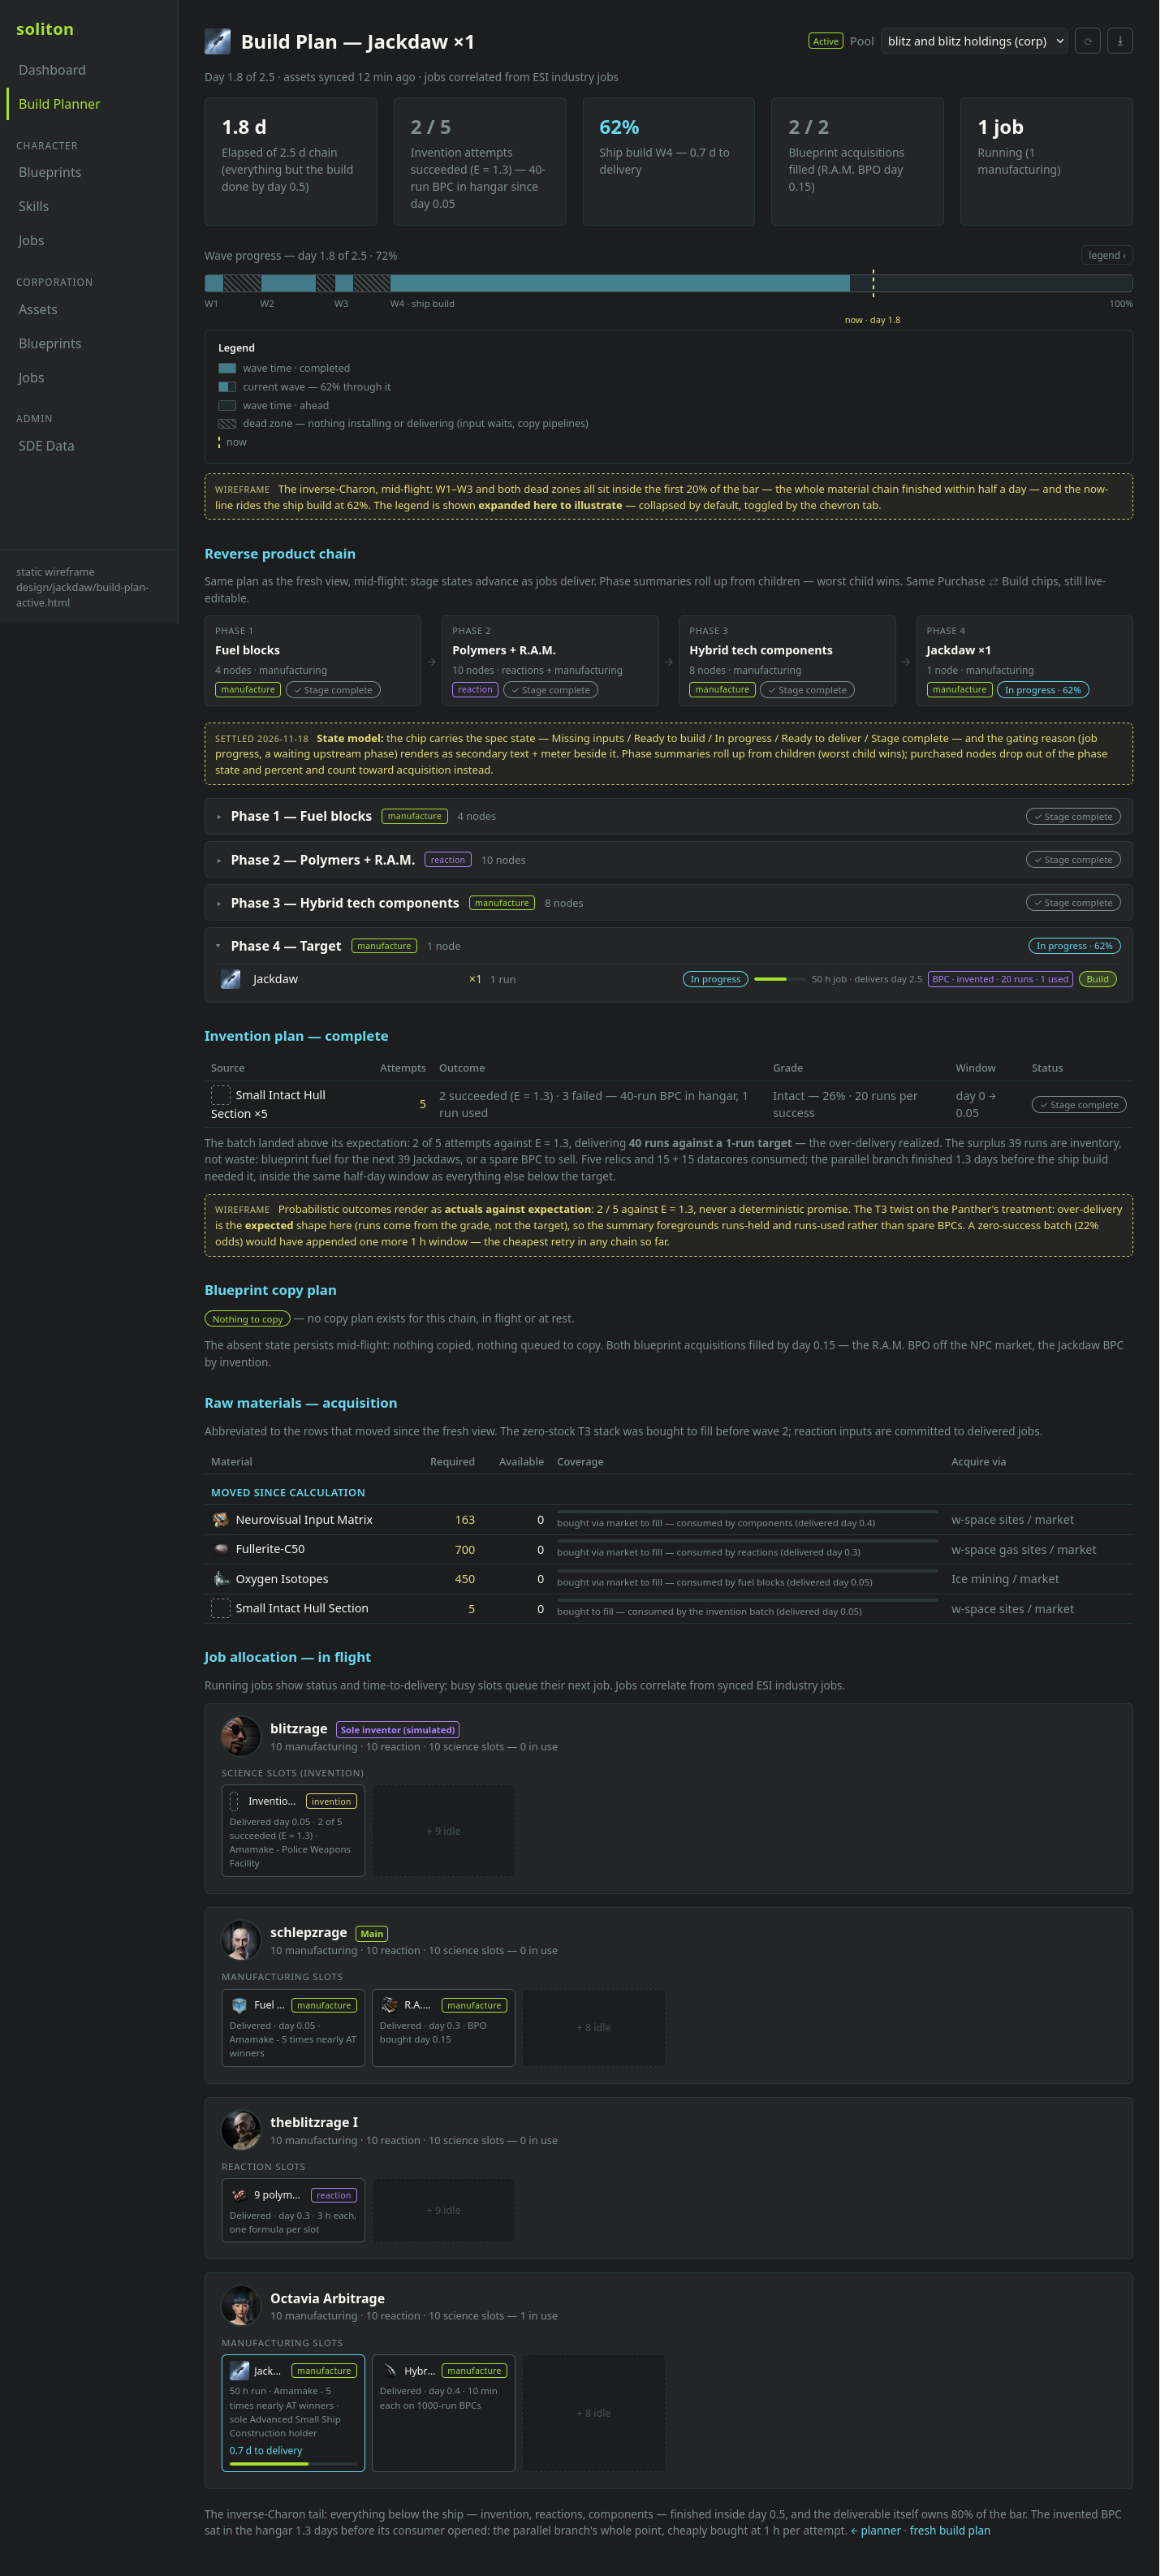 soliton
Dashboard
Build Planner
CHARACTER
Blueprints
Skills
Jobs
CORPORATION
Assets
Blueprints
Jobs
ADMIN
SDE Data
static wireframe
design/jackdaw/build-plan-
active.html
Build Plan — Jackdaw ×1
Active
Pool
blitz and blitz holdings (corp)
Day 1.8 of 2.5 · assets synced 12 min ago · jobs correlated from ESI industry jobs
1.8 d
Elapsed of 2.5 d chain
(everything but the build
done by day 0.5)
2 / 5
Invention attempts
succeeded (E = 1.3) — 40-
run BPC in hangar since
day 0.05
62%
Ship build W4 — 0.7 d to
delivery
2 / 2
Blueprint acquisitions
filled (R.A.M. BPO day
0.15)
1 job
Running (1
manufacturing)
Wave progress — day 1.8 of 2.5 · 72%
legend ‹
W1
W2
W3
W4 · ship build
100%
now · day 1.8
Legend
wave time · completed
current wave — 62% through it
wave time · ahead
dead zone — nothing installing or delivering (input waits, copy pipelines)
now
WIREFRAME The inverse-Charon, mid-flight: W1–W3 and both dead zones all sit inside the first 20% of the bar — the whole material chain finished within half a day — and the now-
line rides the ship build at 62%. The legend is shown expanded here to illustrate — collapsed by default, toggled by the chevron tab.
Reverse product chain
Same plan as the fresh view, mid-flight: stage states advance as jobs deliver. Phase summaries roll up from children — worst child wins. Same Purchase ⇄ Build chips, still live-
editable.
PHASE 1
Fuel blocks
4 nodes · manufacturing
manufacture ✓ Stage complete
→
PHASE 2
Polymers + R.A.M.
10 nodes · reactions + manufacturing
reaction ✓ Stage complete
→
PHASE 3
Hybrid tech components
8 nodes · manufacturing
manufacture ✓ Stage complete
→
PHASE 4
Jackdaw ×1
1 node · manufacturing
manufacture In progress · 62%
SETTLED 2026-11-18 State model: the chip carries the spec state — Missing inputs / Ready to build / In progress / Ready to deliver / Stage complete — and the gating reason (job
progress, a waiting upstream phase) renders as secondary text + meter beside it. Phase summaries roll up from children (worst child wins); purchased nodes drop out of the phase
state and percent and count toward acquisition instead.
▸ Phase 1 — Fuel blocks manufacture 4 nodes ✓ Stage complete
▸ Phase 2 — Polymers + R.A.M. reaction 10 nodes ✓ Stage complete
▸ Phase 3 — Hybrid tech components manufacture 8 nodes ✓ Stage complete
▾ Phase 4 — Target manufacture 1 node In progress · 62%
Jackdaw ×1 1 run In progress 50 h job · delivers day 2.5 BPC · invented · 20 runs · 1 used Build
Invention plan — complete
Source Attempts Outcome Grade Window Status
Small Intact Hull
Section ×5
5
2 succeeded (E = 1.3) · 3 failed — 40-run BPC in hangar, 1
run used
Intact — 26% · 20 runs per
success
day 0 →
0.05
✓ Stage complete
The batch landed above its expectation: 2 of 5 attempts against E = 1.3, delivering 40 runs against a 1-run target — the over-delivery realized. The surplus 39 runs are inventory,
not waste: blueprint fuel for the next 39 Jackdaws, or a spare BPC to sell. Five relics and 15 + 15 datacores consumed; the parallel branch finished 1.3 days before the ship build
needed it, inside the same half-day window as everything else below the target.
WIREFRAME Probabilistic outcomes render as actuals against expectation: 2 / 5 against E = 1.3, never a deterministic promise. The T3 twist on the Panther's treatment: over-delivery
is the expected shape here (runs come from the grade, not the target), so the summary foregrounds runs-held and runs-used rather than spare BPCs. A zero-success batch (22%
odds) would have appended one more 1 h window — the cheapest retry in any chain so far.
Blueprint copy plan
Nothing to copy — no copy plan exists for this chain, in flight or at rest.
The absent state persists mid-flight: nothing copied, nothing queued to copy. Both blueprint acquisitions filled by day 0.15 — the R.A.M. BPO off the NPC market, the Jackdaw BPC
by invention.
Raw materials — acquisition
Abbreviated to the rows that moved since the fresh view. The zero-stock T3 stack was bought to fill before wave 2; reaction inputs are committed to delivered jobs.
Material Required Available Coverage Acquire via
MOVED SINCE CALCULATION
Neurovisual Input Matrix 163 0 bought via market to fill — consumed by components (delivered day 0.4) w-space sites / market
Fullerite-C50 700 0 bought via market to fill — consumed by reactions (delivered day 0.3) w-space gas sites / market
Oxygen Isotopes 450 0 bought via market to fill — consumed by fuel blocks (delivered day 0.05) Ice mining / market
Small Intact Hull Section 5 0 bought to fill — consumed by the invention batch (delivered day 0.05) w-space sites / market
Job allocation — in flight
Running jobs show status and time-to-delivery; busy slots queue their next job. Jobs correlate from synced ESI industry jobs.
blitzrage Sole inventor (simulated)
10 manufacturing · 10 reaction · 10 science slots — 0 in use
SCIENCE SLOTS (INVENTION)
Inventio… invention
Delivered day 0.05 · 2 of 5
succeeded (E = 1.3) ·
Amamake - Police Weapons
Facility
+ 9 idle
schlepzrage Main
10 manufacturing · 10 reaction · 10 science slots — 0 in use
MANUFACTURING SLOTS
Fuel … manufacture
Delivered · day 0.05 ·
Amamake - 5 times nearly AT
winners
R.A.… manufacture
Delivered · day 0.3 · BPO
bought day 0.15
+ 8 idle
theblitzrage I
10 manufacturing · 10 reaction · 10 science slots — 0 in use
REACTION SLOTS
9 polym… reaction
Delivered · day 0.3 · 3 h each,
one formula per slot
+ 9 idle
Octavia Arbitrage
10 manufacturing · 10 reaction · 10 science slots — 1 in use
MANUFACTURING SLOTS
Jack… manufacture
50 h run · Amamake - 5
times nearly AT winners ·
sole Advanced Small Ship
Construction holder
0.7 d to delivery
Hybr… manufacture
Delivered · day 0.4 · 10 min
each on 1000-run BPCs
+ 8 idle
The inverse-Charon tail: everything below the ship — invention, reactions, components — finished inside day 0.5, and the deliverable itself owns 80% of the bar. The invented BPC
sat in the hangar 1.3 days before its consumer opened: the parallel branch's whole point, cheaply bought at 1 h per attempt. ← planner · fresh build plan